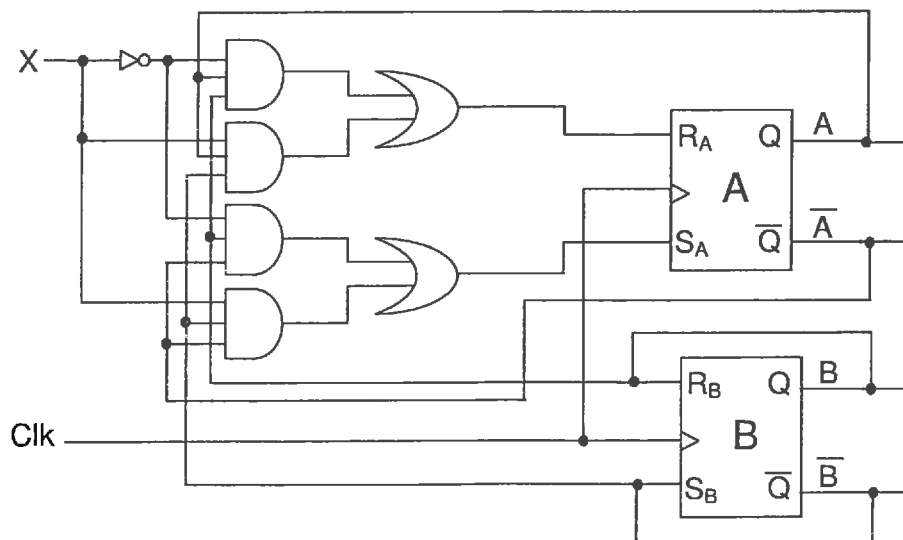 X
R_A Q A
A
S_A Q̅ A̅
R_B Q B
Clk
B
S_B Q̅ B̅